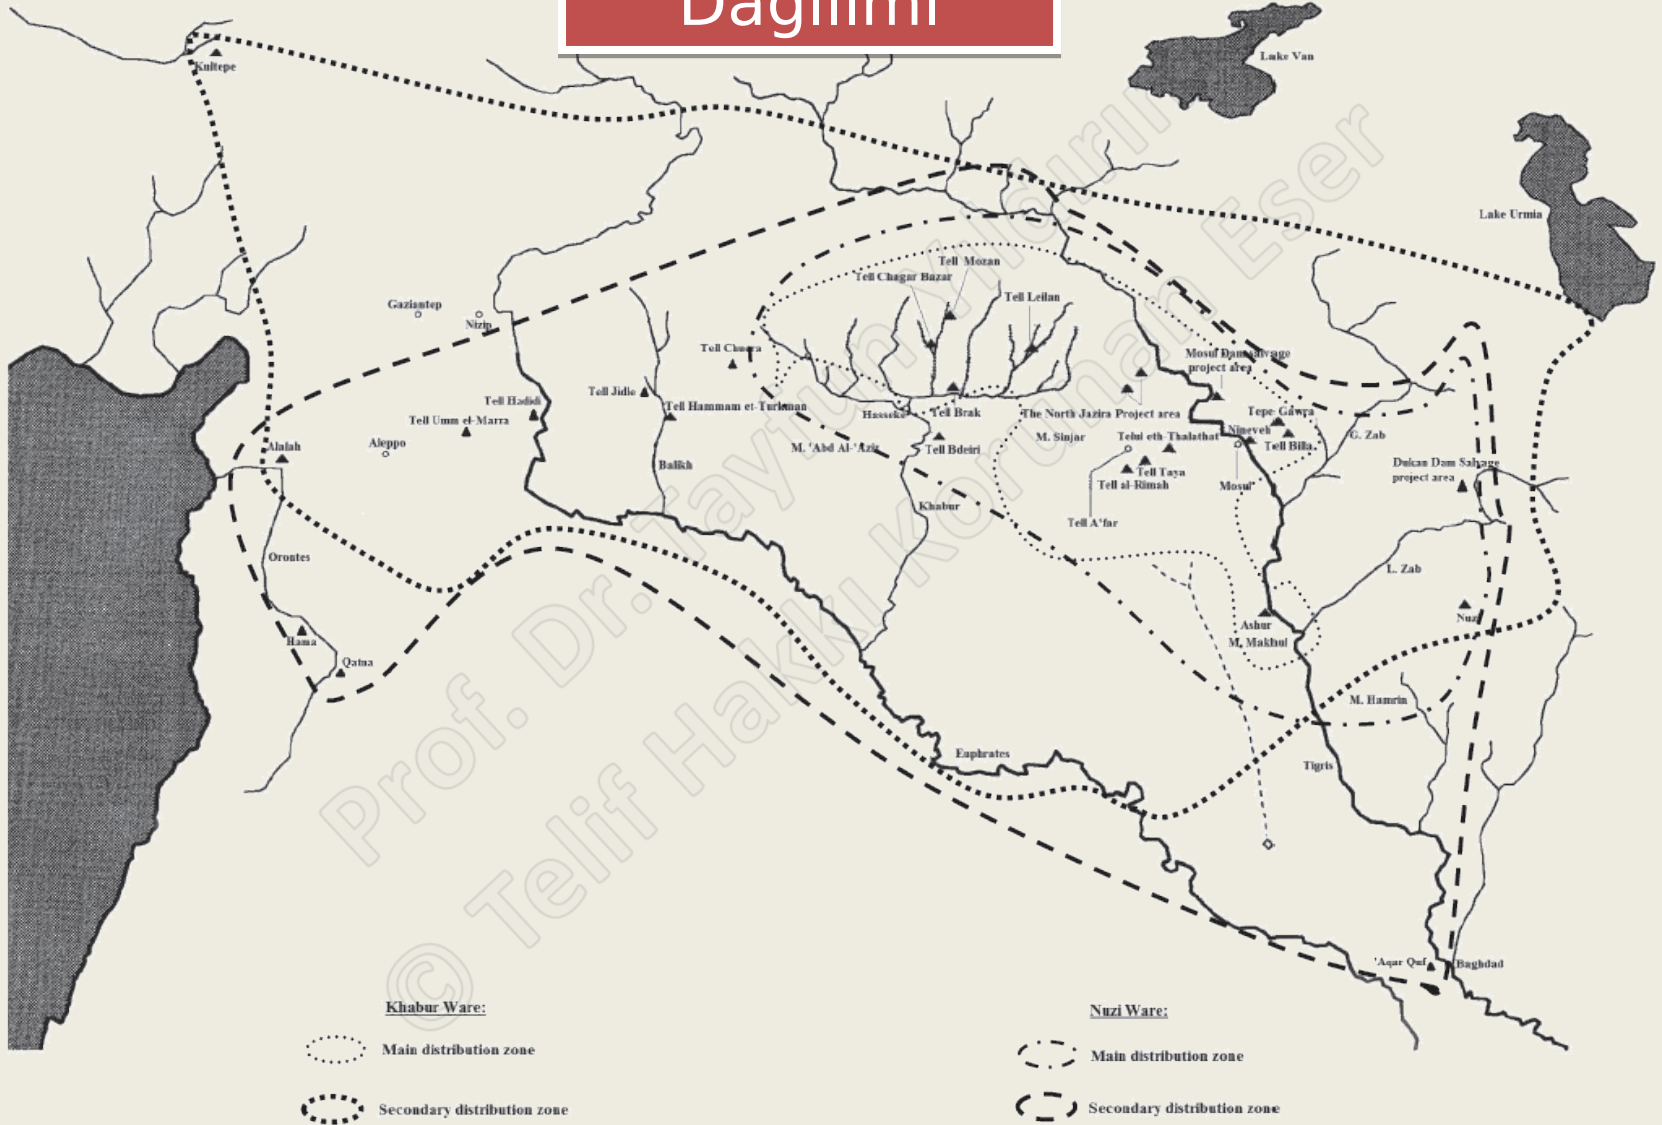 Dağılımı
Lake Van
Kultepe
Lake Urmia
Tell Mozan
Tell Chagar Bazar
Tell Leilan
Gaziantep
Nizip
Tell Chuera
Mosul Dam salvage
project area
Tell Jidle
Tell Hammam et-Turkman
Tell Hadidi
Tell Umm el-Marra
Hasseke
Tell Brak
The North Jazira Project area
Tepe Gawra
Nineveh
Tell Billa
G. Zab
Alalah
Aleppo
M. 'Abd Al-'Aziz
Tell Bdeiri
M. Sinjar
Telul eth-Thalathat
Tell Taya
Tell al-Rimah
Mosul
Dukan Dam Salvage
project area
Balikh
Khabur
Tell A'far
Orontes
L. Zab
Hama
Qatna
Ashur
M. Makhul
Nuzi
M. Hamrin
Euphrates
Tigris
'Aqar Quf
Baghdad
Prof. Dr. Tayfun Yıldırım
© Telif Hakkı Koruman Eser
Khabur Ware:
Main distribution zone
Secondary distribution zone
Nuzi Ware:
Main distribution zone
Secondary distribution zone